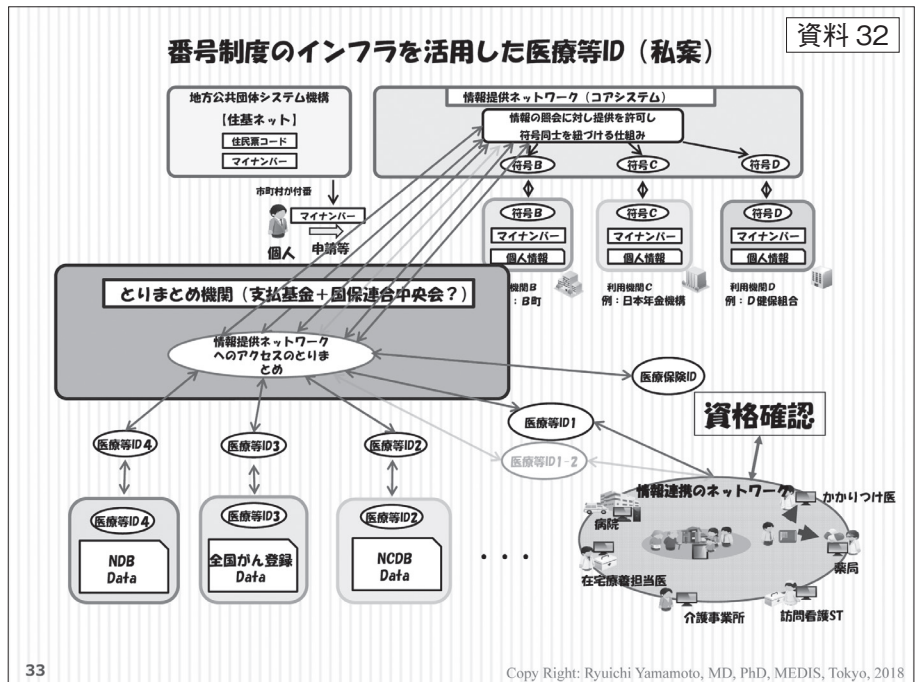 資料 32
番号制度のインフラを活用した医療等ID（私案）
地方公共団体システム機構
【住基ネット】
住民票コード
マイナンバー
情報提供ネットワーク（コアシステム）
情報の照会に対し提供を許可し
符号同士を紐づける仕組み
符号B
符号C
符号D
市町村が付番
マイナンバー
個人
申請等
符号B
マイナンバー
個人情報
符号C
マイナンバー
個人情報
符号D
マイナンバー
個人情報
機関B
：B町
利用機関C
例：日本年金機構
利用機関D
例：D健保組合
とりまとめ機関（支払基金＋国保連合中央会？）
情報提供ネットワーク
へのアクセスのとりま
とめ
医療保険ID
医療等ID1
医療等ID1-2
資格確認
医療等ID4
医療等ID3
医療等ID2
医療等ID4
NDB
Data
医療等ID3
全国がん登録
Data
医療等ID2
NCDB
Data
・・・
情報連携のネットワーク
かかりつけ医
病院
薬局
在宅療養担当医
介護事業所
訪問看護ST
33
Copy Right: Ryuichi Yamamoto, MD, PhD, MEDIS, Tokyo, 2018